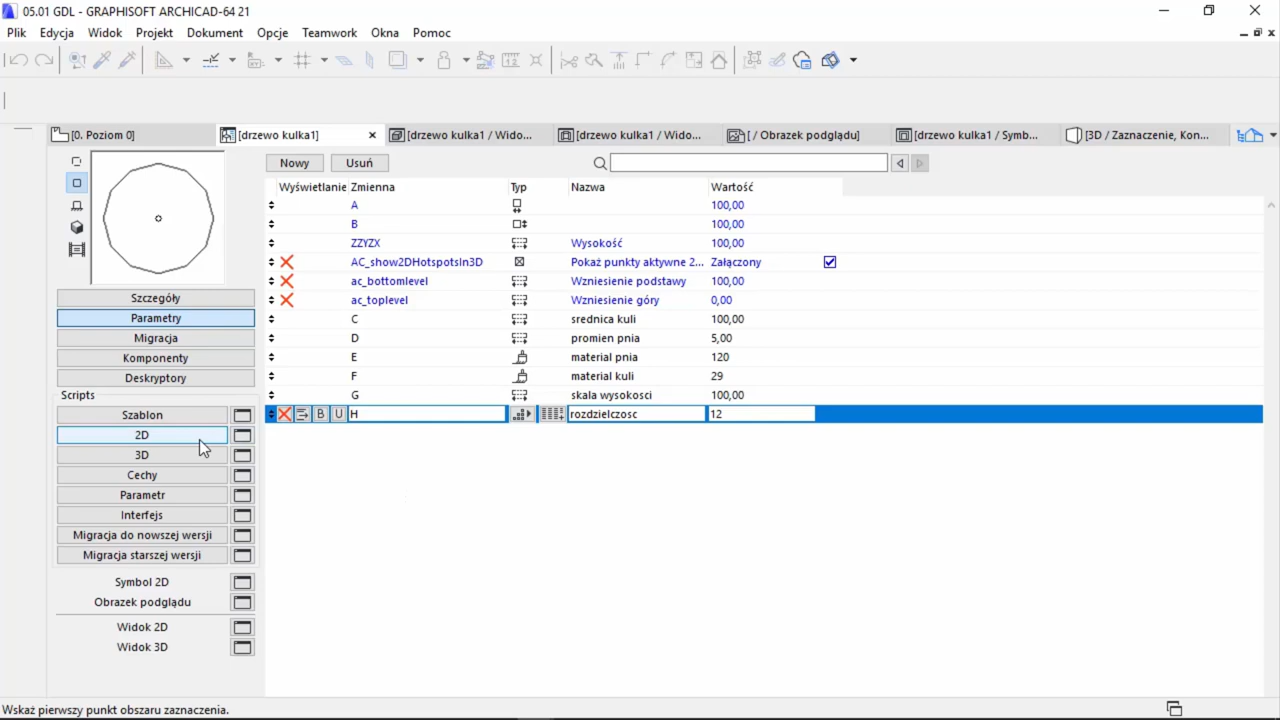 05.01 GDL - GRAPHISOFT ARCHICAD-64 21
Plik Edycja Widok Projekt Dokument Opcje Teamwork Okna Pomoc
[0. Poziom 0] [drzewo kulka1] [drzewo kulka1 / Wido... [drzewo kulka1 / Wido... [ / Obrazek podglądu] [drzewo kulka1 / Symb... [3D / Zaznaczenie, Kon...
Nowy Usuń
Wyświetlanie Zmienna Typ Nazwa Wartość
A 100,00
B 100,00
ZZYZX Wysokość 100,00
AC_show2DHotspotsIn3D Pokaż punkty aktywne 2... Załączony
ac_bottomlevel Wzniesienie podstawy 100,00
ac_toplevel Wzniesienie góry 0,00
C srednica kuli 100,00
D promien pnia 5,00
E material pnia 120
F material kuli 29
G skala wysokosci 100,00
B U H rozdzielczosc 12
Szczegóły
Parametry
Migracja
Komponenty
Deskryptory
Scripts
Szablon
2D
3D
Cechy
Parametr
Interfejs
Migracja do nowszej wersji
Migracja starszej wersji
Symbol 2D
Obrazek podglądu
Widok 2D
Widok 3D
Wskaż pierwszy punkt obszaru zaznaczenia.